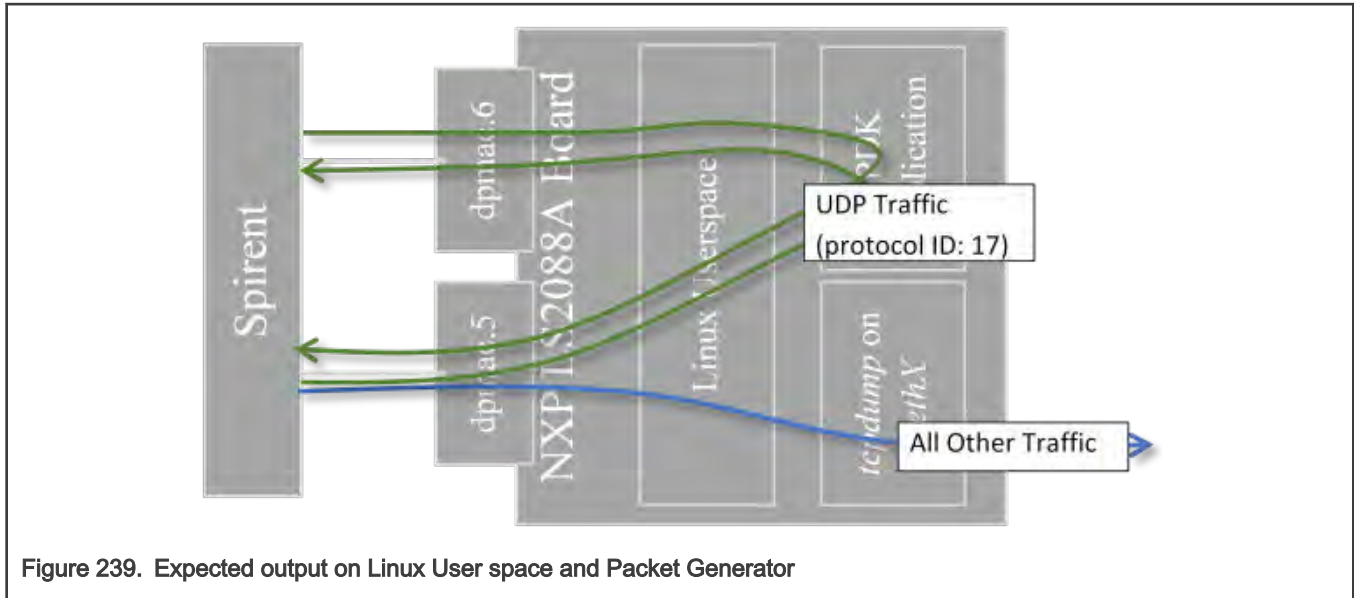 Spirent
dpmac.6
dpmac.5
NXP LS2088A Board
Linux Userspace
UDP Traffic
(protocol ID: 17)
tcpdump on
ethX
All Other Traffic
Figure 239. Expected output on Linux User space and Packet Generator